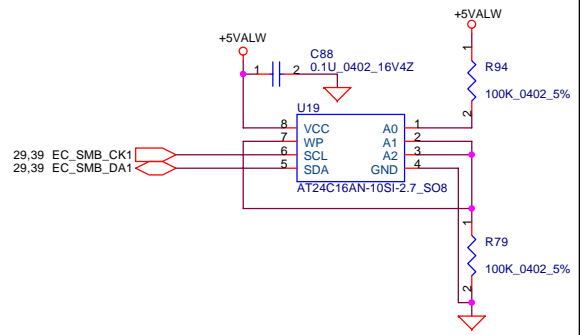 +5VALW
+5VALW
C88
0.1U_0402_16V4Z
1 2
1
R94
100K_0402_5%
2
U19
8 VCC A0 1
7 WP A1 2
6 SCL A2 3
5 SDA GND 4
AT24C16AN-10SI-2.7_SO8
29,39 EC_SMB_CK1
29,39 EC_SMB_DA1
1
R79
100K_0402_5%
2